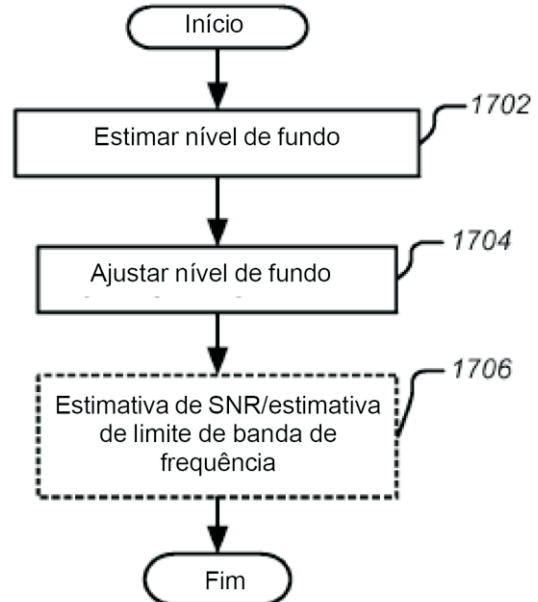 Início
1702
Estimar nível de fundo
1704
Ajustar nível de fundo
1706
Estimativa de SNR/estimativa
de limite de banda de
frequência
Fim